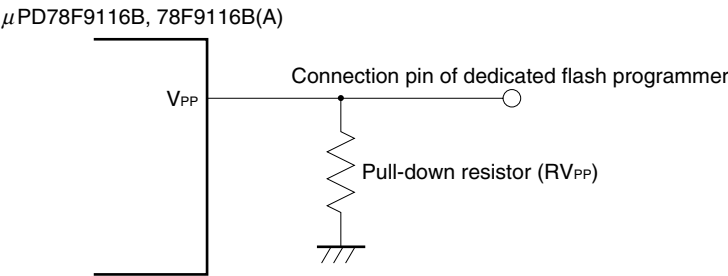 μPD78F9116B, 78F9116B(A)
Connection pin of dedicated flash programmer
VPP
Pull-down resistor (RVPP)